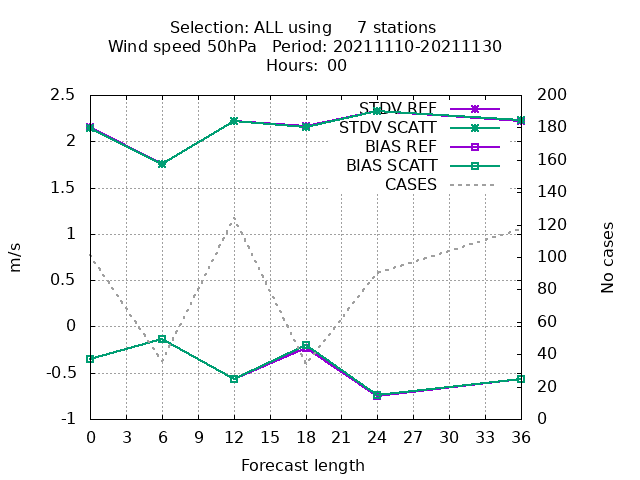 Selection: ALL using     7 stations
Wind speed 50hPa   Period: 20211110-20211130
Hours: 00
2.5
2
1.5
1
0.5
0
-0.5
-1
m/s
200
180
160
140
120
100
80
60
40
20
0
No cases
STDV REF
STDV SCATT
BIAS REF
BIAS SCATT
CASES
0 3 6 9 12 15 18 21 24 27 30 33 36
Forecast length